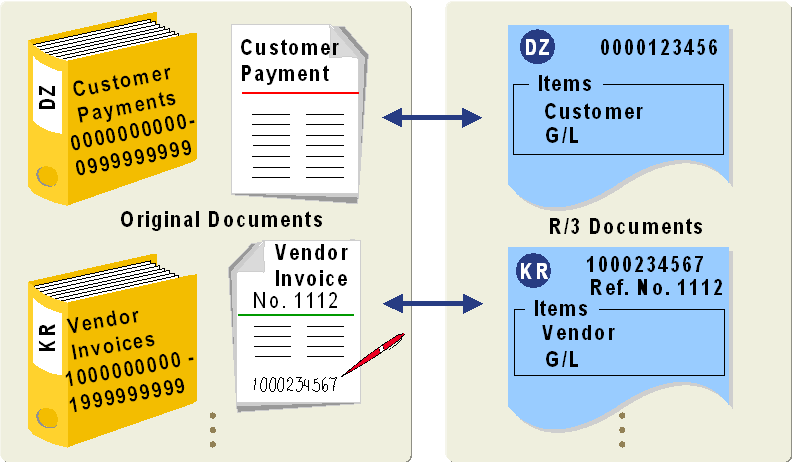 DZ
Customer
Payments
0000000000-
0999999999
Customer
Payment
DZ
0000123456
Items
Customer
G/L
Original Documents
R/3 Documents
KR
Vendor
Invoices
1000000000 -
1999999999
Vendor
Invoice
No. 1112
1000234567
KR
1000234567
Ref. No. 1112
Items
Vendor
G/L